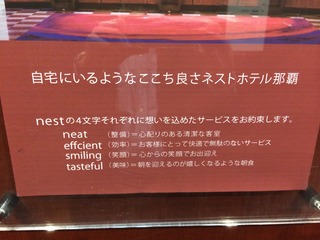 自宅にいるようなここち良さネストホテル那覇
nestの4文字それぞれに想いを込めたサービスをお約束します。
neat (整備)=心配りのある清潔な客室
effcient (効率)=お客様にとって快適で無駄のないサービス
smiling (笑顔)=心からの笑顔でお出迎え
tasteful (美味)=朝を迎えるのが嬉しくなるような朝食